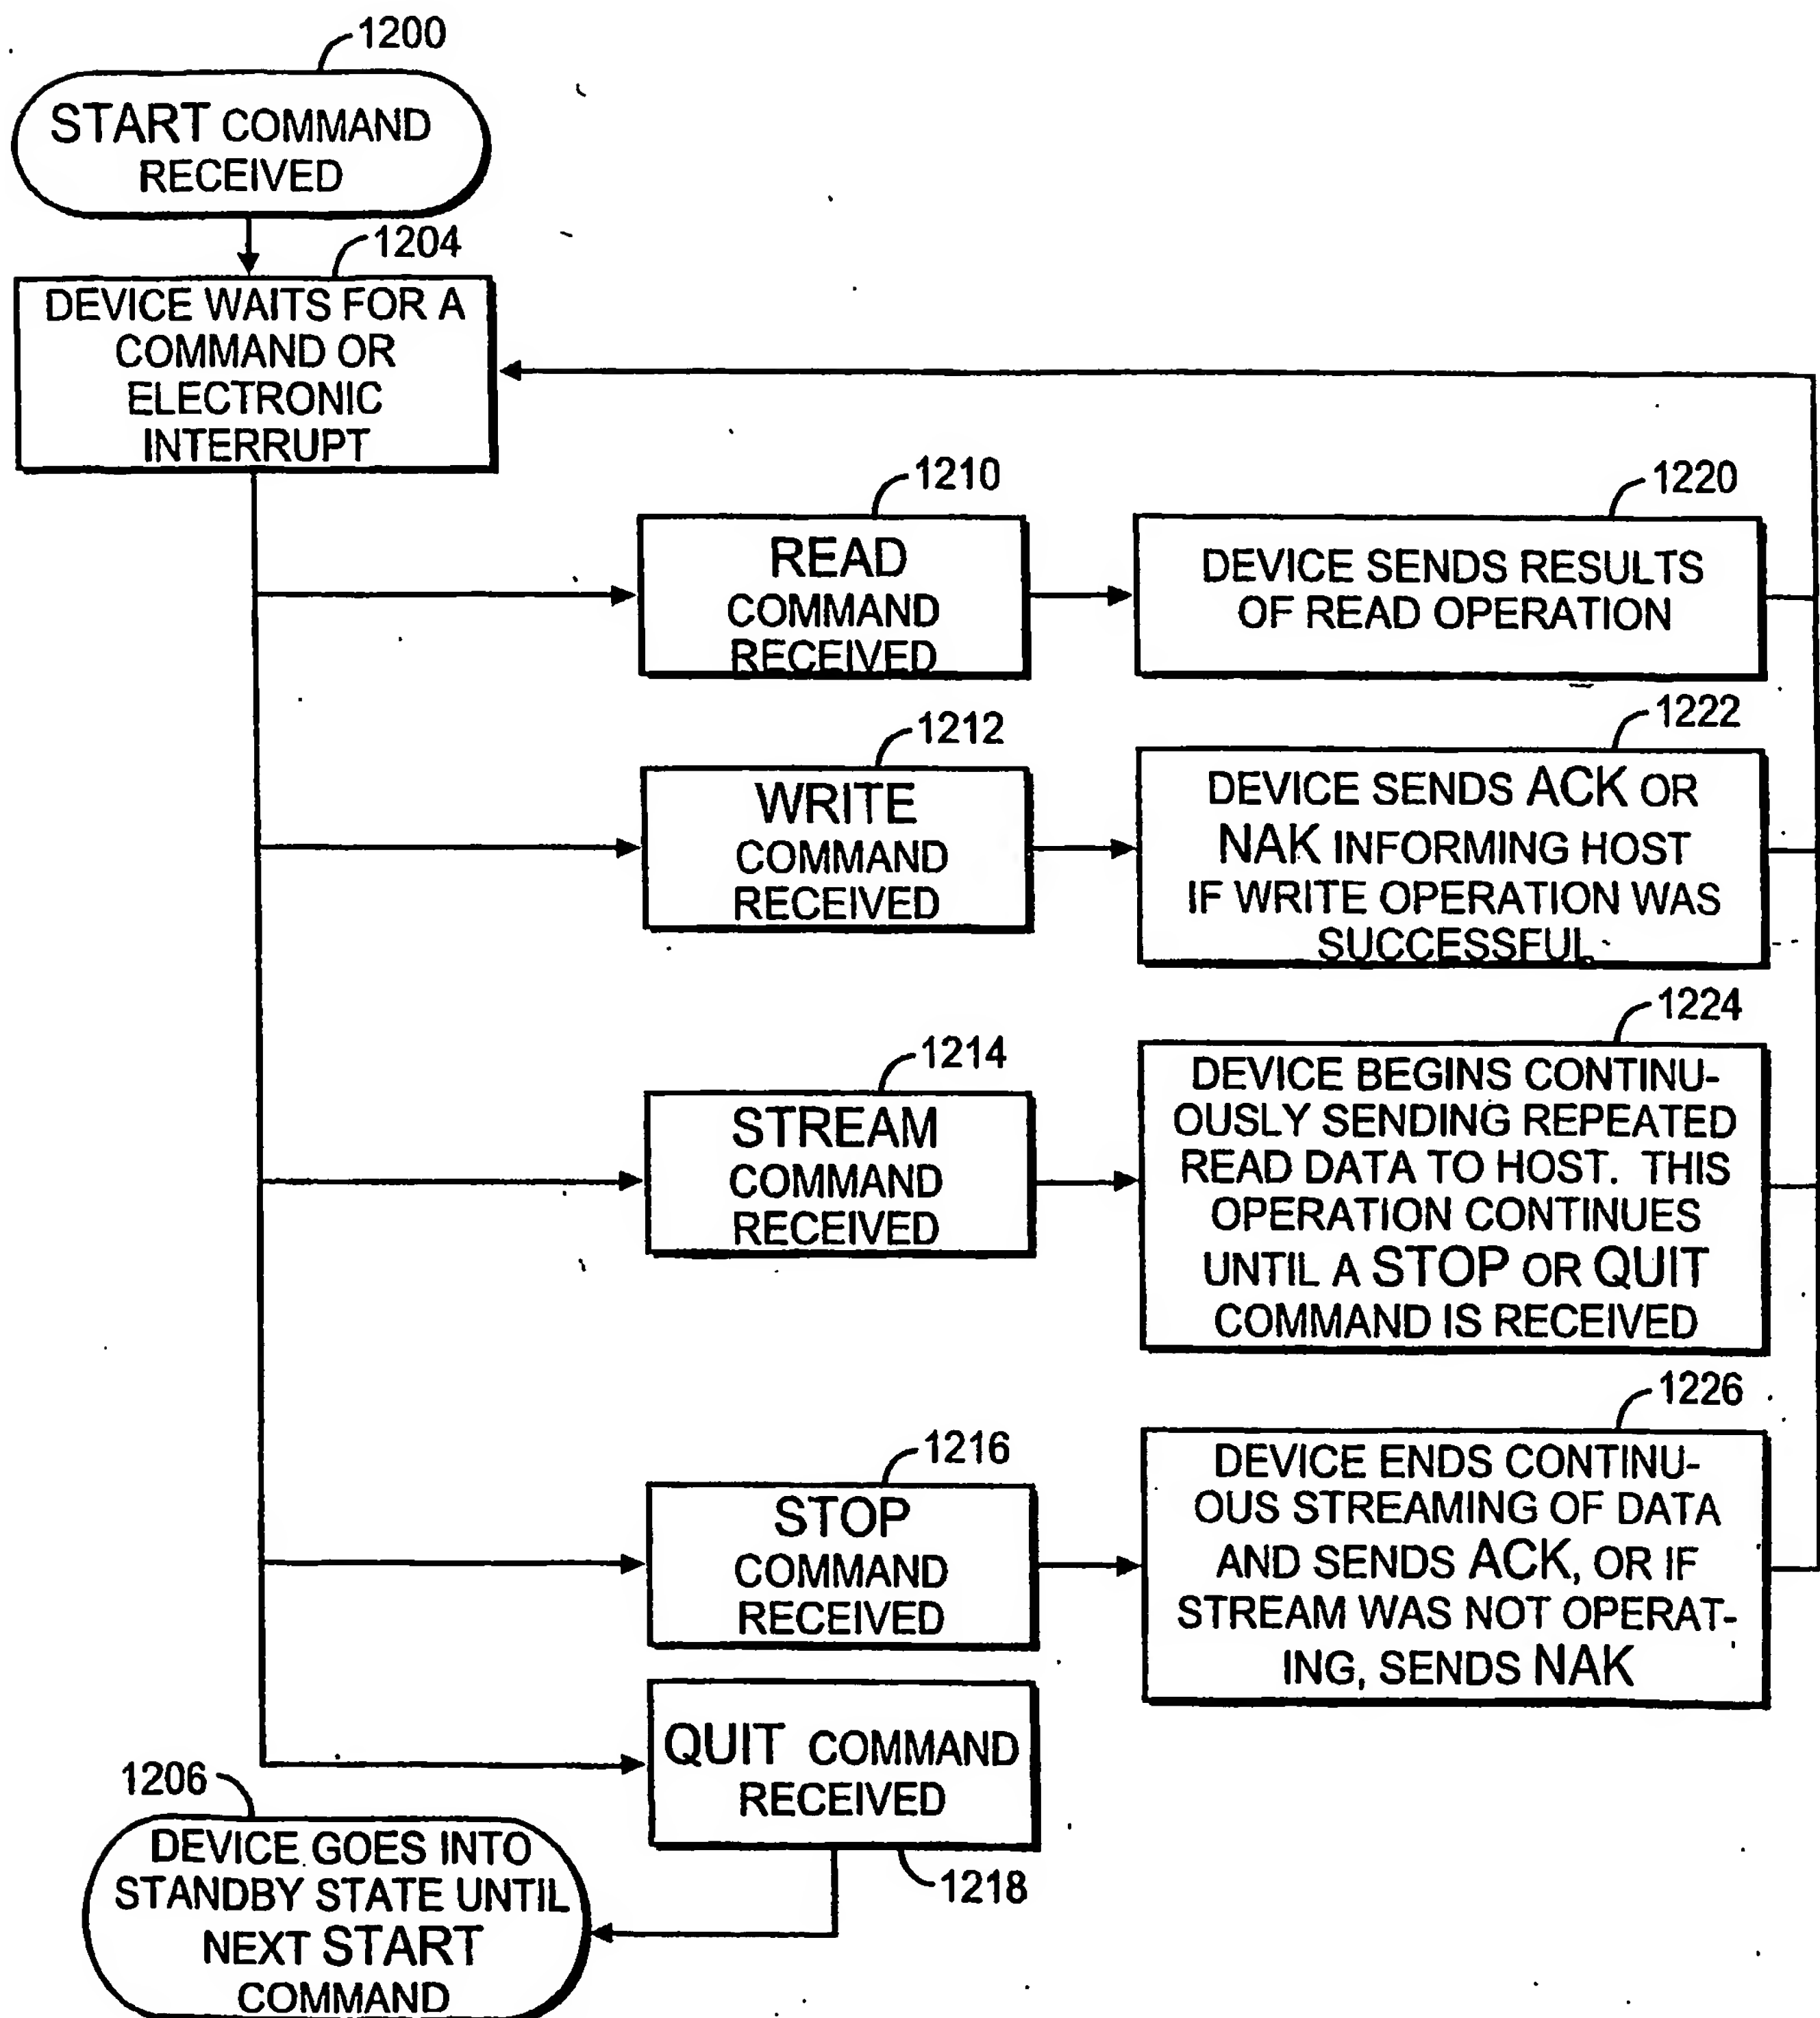 1200
START COMMAND
RECEIVED
1204
DEVICE WAITS FOR A
COMMAND OR
ELECTRONIC
INTERRUPT
1210
READ
COMMAND
RECEIVED
1220
DEVICE SENDS RESULTS
OF READ OPERATION
1212
WRITE
COMMAND
RECEIVED
1222
DEVICE SENDS ACK OR
NAK INFORMING HOST
IF WRITE OPERATION WAS
SUCCESSFUL
1214
STREAM
COMMAND
RECEIVED
1224
DEVICE BEGINS CONTINU-
OUSLY SENDING REPEATED
READ DATA TO HOST. THIS
OPERATION CONTINUES
UNTIL A STOP OR QUIT
COMMAND IS RECEIVED
1216
STOP
COMMAND
RECEIVED
1226
DEVICE ENDS CONTINU-
OUS STREAMING OF DATA
AND SENDS ACK, OR IF
STREAM WAS NOT OPERAT-
ING, SENDS NAK
QUIT COMMAND
RECEIVED
1218
1206
DEVICE GOES INTO
STANDBY STATE UNTIL
NEXT START
COMMAND